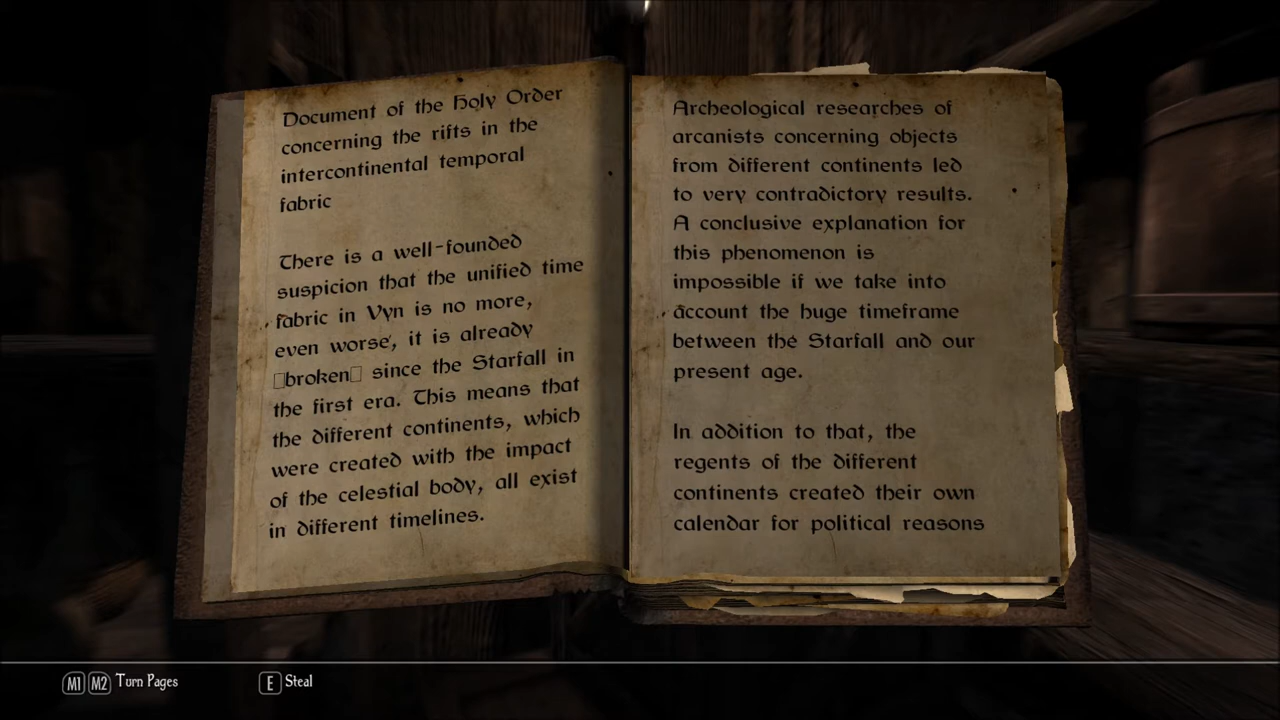 Document of the Holy Order
concerning the rifts in the
intercontinental temporal
fabric
There is a well-founded
suspicion that the unified time
fabric in Vyn is no more,
even worse, it is already
□broken□ since the Starfall in
the first era. This means that
the different continents, which
were created with the impact
of the celestial body, all exist
in different timelines.
Archeological researches of
arcanists concerning objects
from different continents led
to very contradictory results.
A conclusive explanation for
this phenomenon is
impossible if we take into
account the huge timeframe
between the Starfall and our
present age.
In addition to that, the
regents of the different
continents created their own
calendar for political reasons
M1 M2 Turn Pages
E Steal